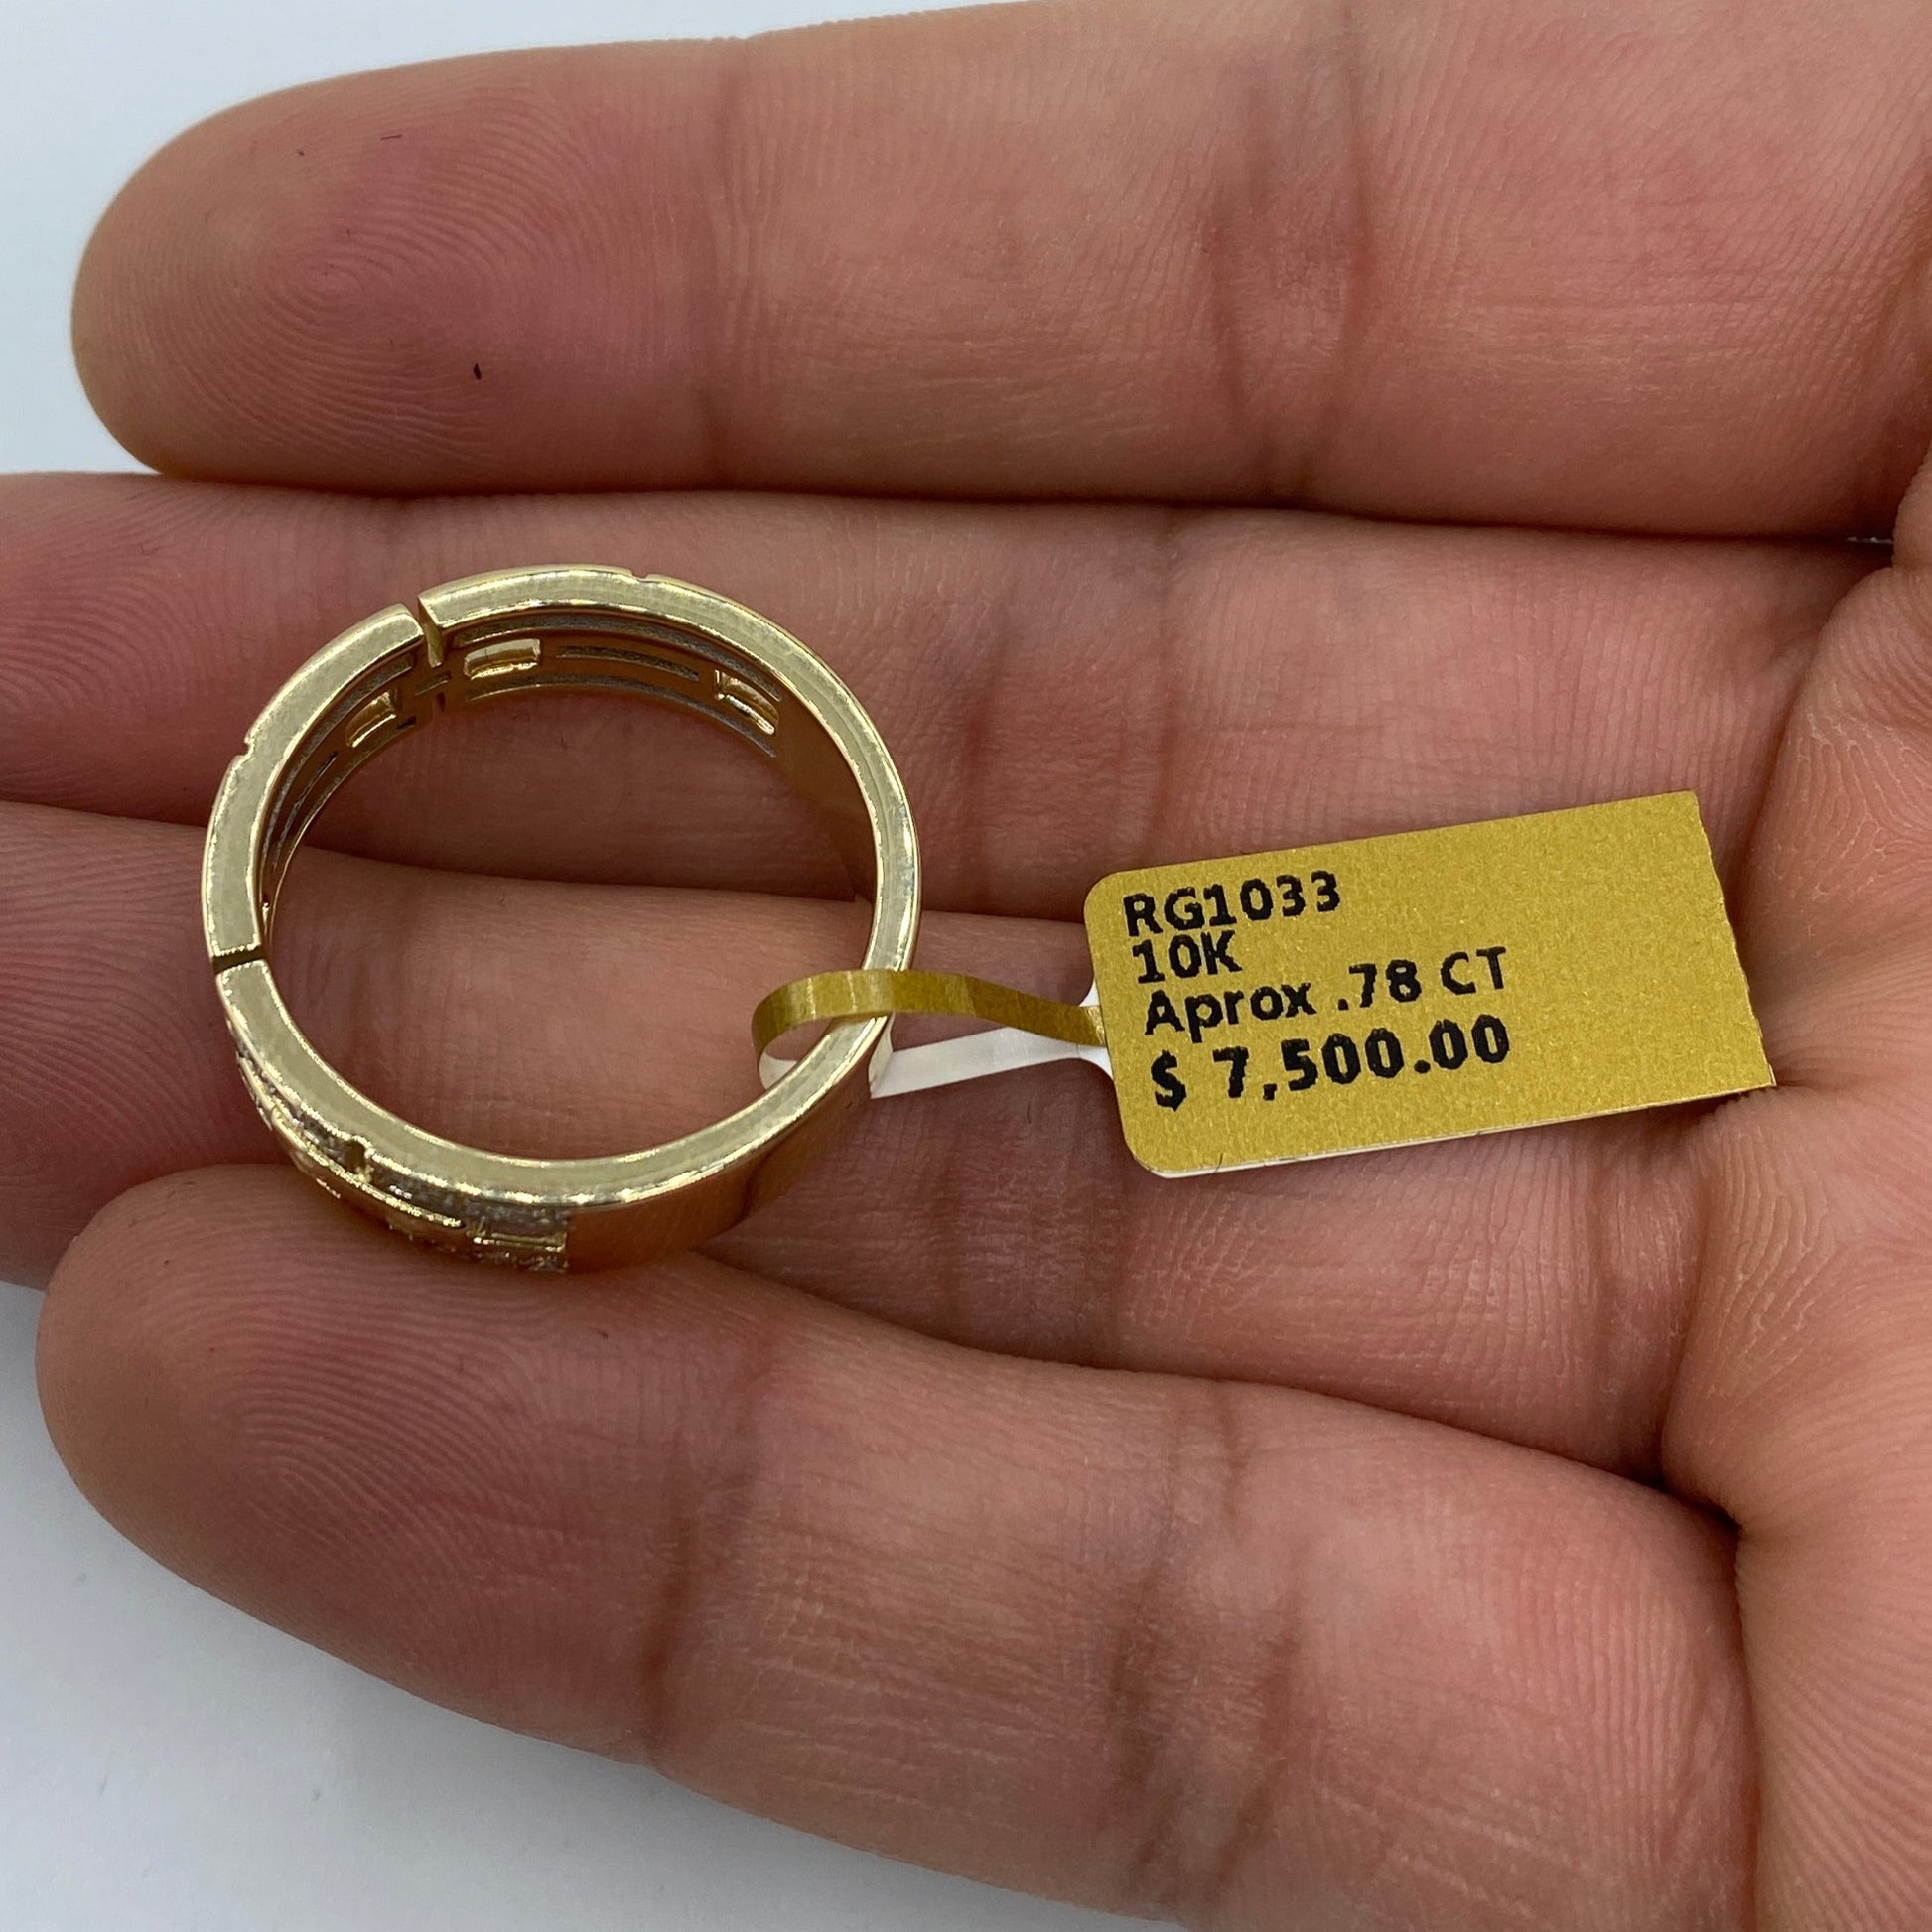 RG1033
10K
Aprox .78 CT
$ 7,500.00